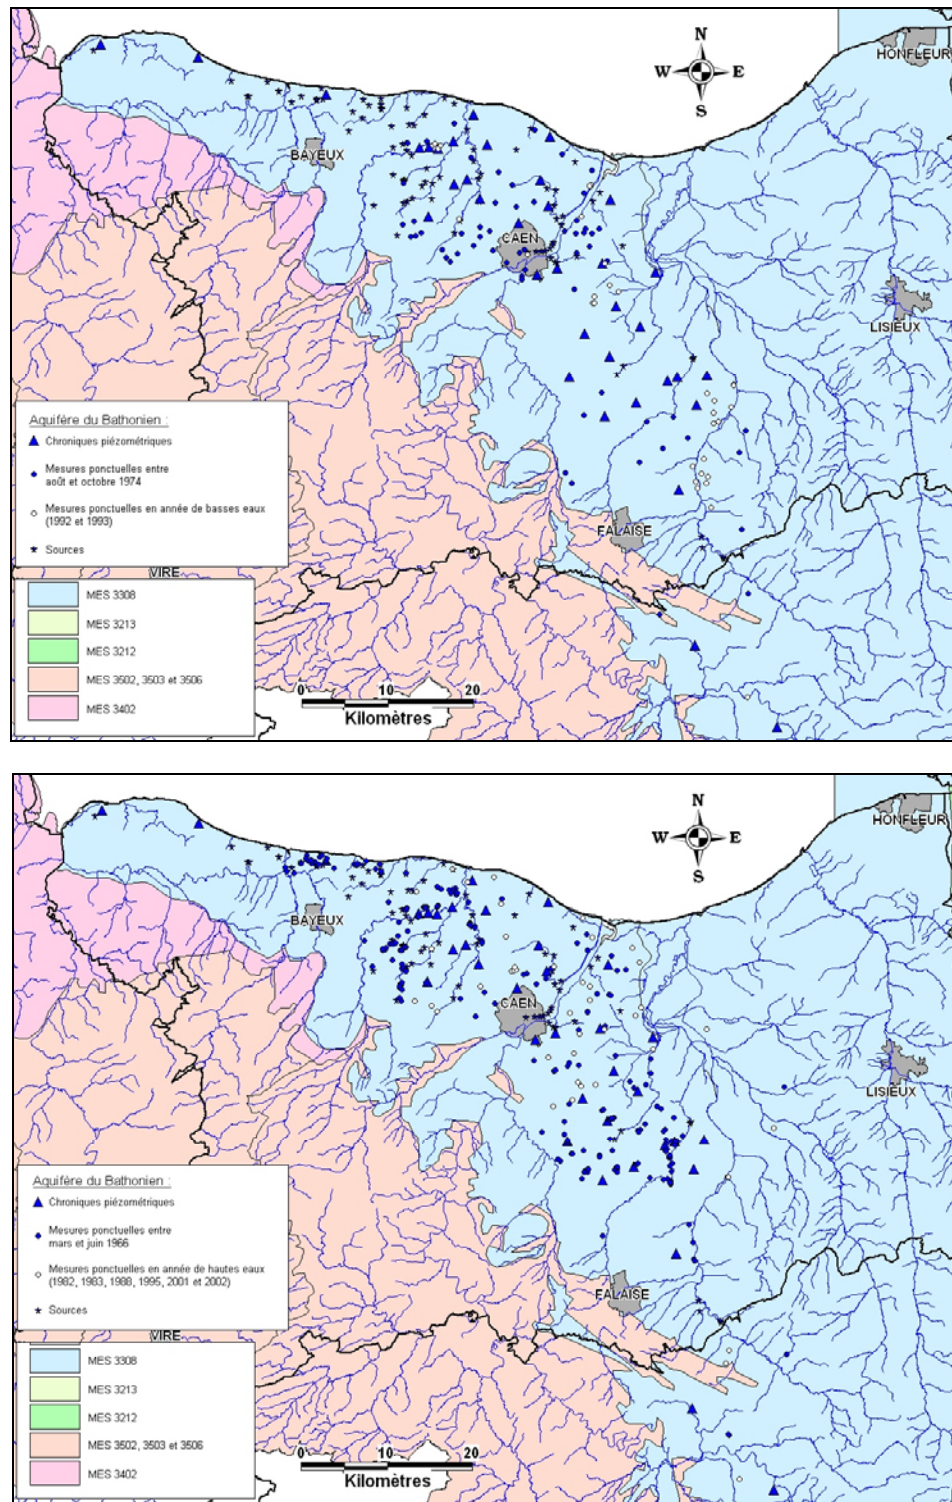 HONFLEUR
N
W E
S
BAYEUX
CAEN
LISIEUX
Aquifère du Bathonien :
Chroniques piézométriques
Mesures ponctuelles entre
août et octobre 1974
Mesures ponctuelles en année de basses eaux
(1992 et 1993)
Sources
FALAISE
VIRE
MES 3308
MES 3213
MES 3212
MES 3502, 3503 et 3506
MES 3402
0 10 20
Kilomètres
HONFLEUR
N
W E
S
BAYEUX
CAEN
LISIEUX
Aquifère du Bathonien :
Chroniques piézométriques
Mesures ponctuelles entre
mars et juin 1966
Mesures ponctuelles en année de hautes eaux
(1982, 1983, 1988, 1995, 2001 et 2002)
Sources
FALAISE
VIRE
MES 3308
MES 3213
MES 3212
MES 3502, 3503 et 3506
MES 3402
0 10 20
Kilomètres